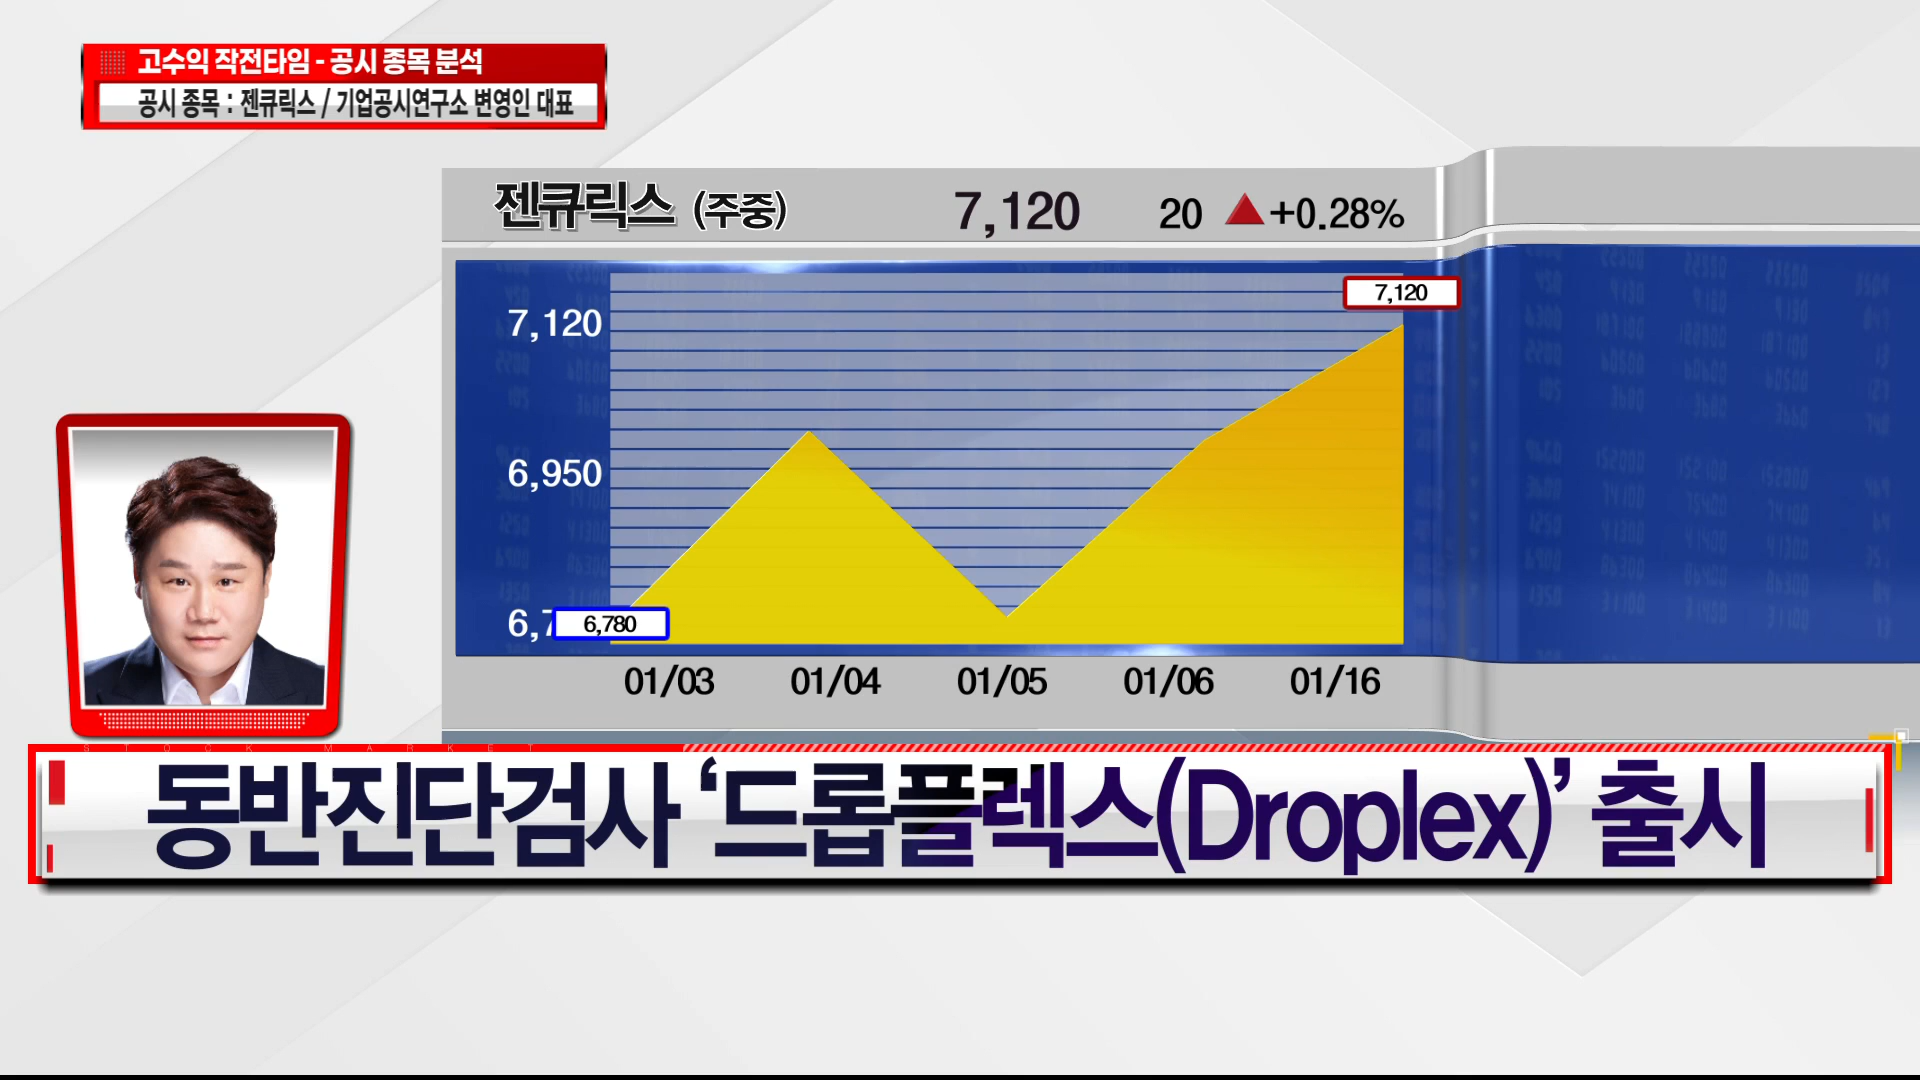 고수익 작전타임 - 공시 종목 분석
공시 종목 : 젠큐릭스 / 기업공시연구소 변영인 대표
젠큐릭스 (주중) 7,120 20 ▲+0.28%
7,120
7,120
6,950
6,780
01/03 01/04 01/05 01/06 01/16
STOCK MARKET
동반진단검사 ‘드롭플렉스(Droplex)’ 출시